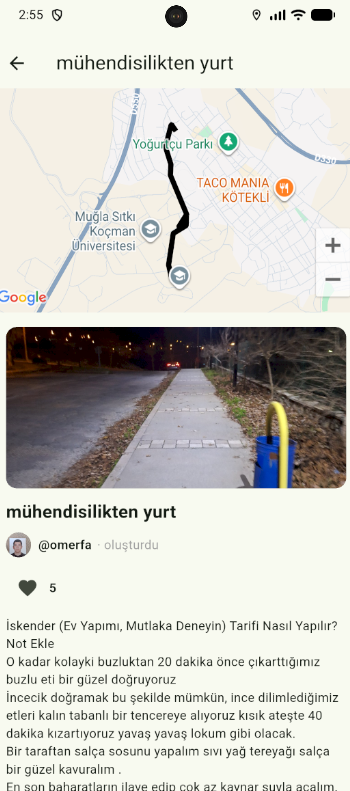 2:55
mühendisilikten yurt
D330
D550
Yoğurtçu Parkı
TACO MANIA
KÖTEKLİ
Muğla Sıtkı
Koçman
Üniversitesi
+
−
Google
mühendisilikten yurt
@omerfa · oluşturdu
5
İskender (Ev Yapımı, Mutlaka Deneyin) Tarifi Nasıl Yapılır?
Not Ekle
O kadar kolayki buzluktan 20 dakika önce çıkarttığımız
buzlu eti bir güzel doğruyoruz
İncecik doğramak bu şekilde mümkün, ince dilimlediğimiz
etleri kalın tabanlı bir tencereye alıyoruz kısık ateşte 40
dakika kızartıyoruz yavaş yavaş lokum gibi olacak.
Bir taraftan salça sosunu yapalım sıvı yağ tereyağı salça
bir güzel kavuralım .
En son baharatları ilave edip çok az kaynar suyla açalım,